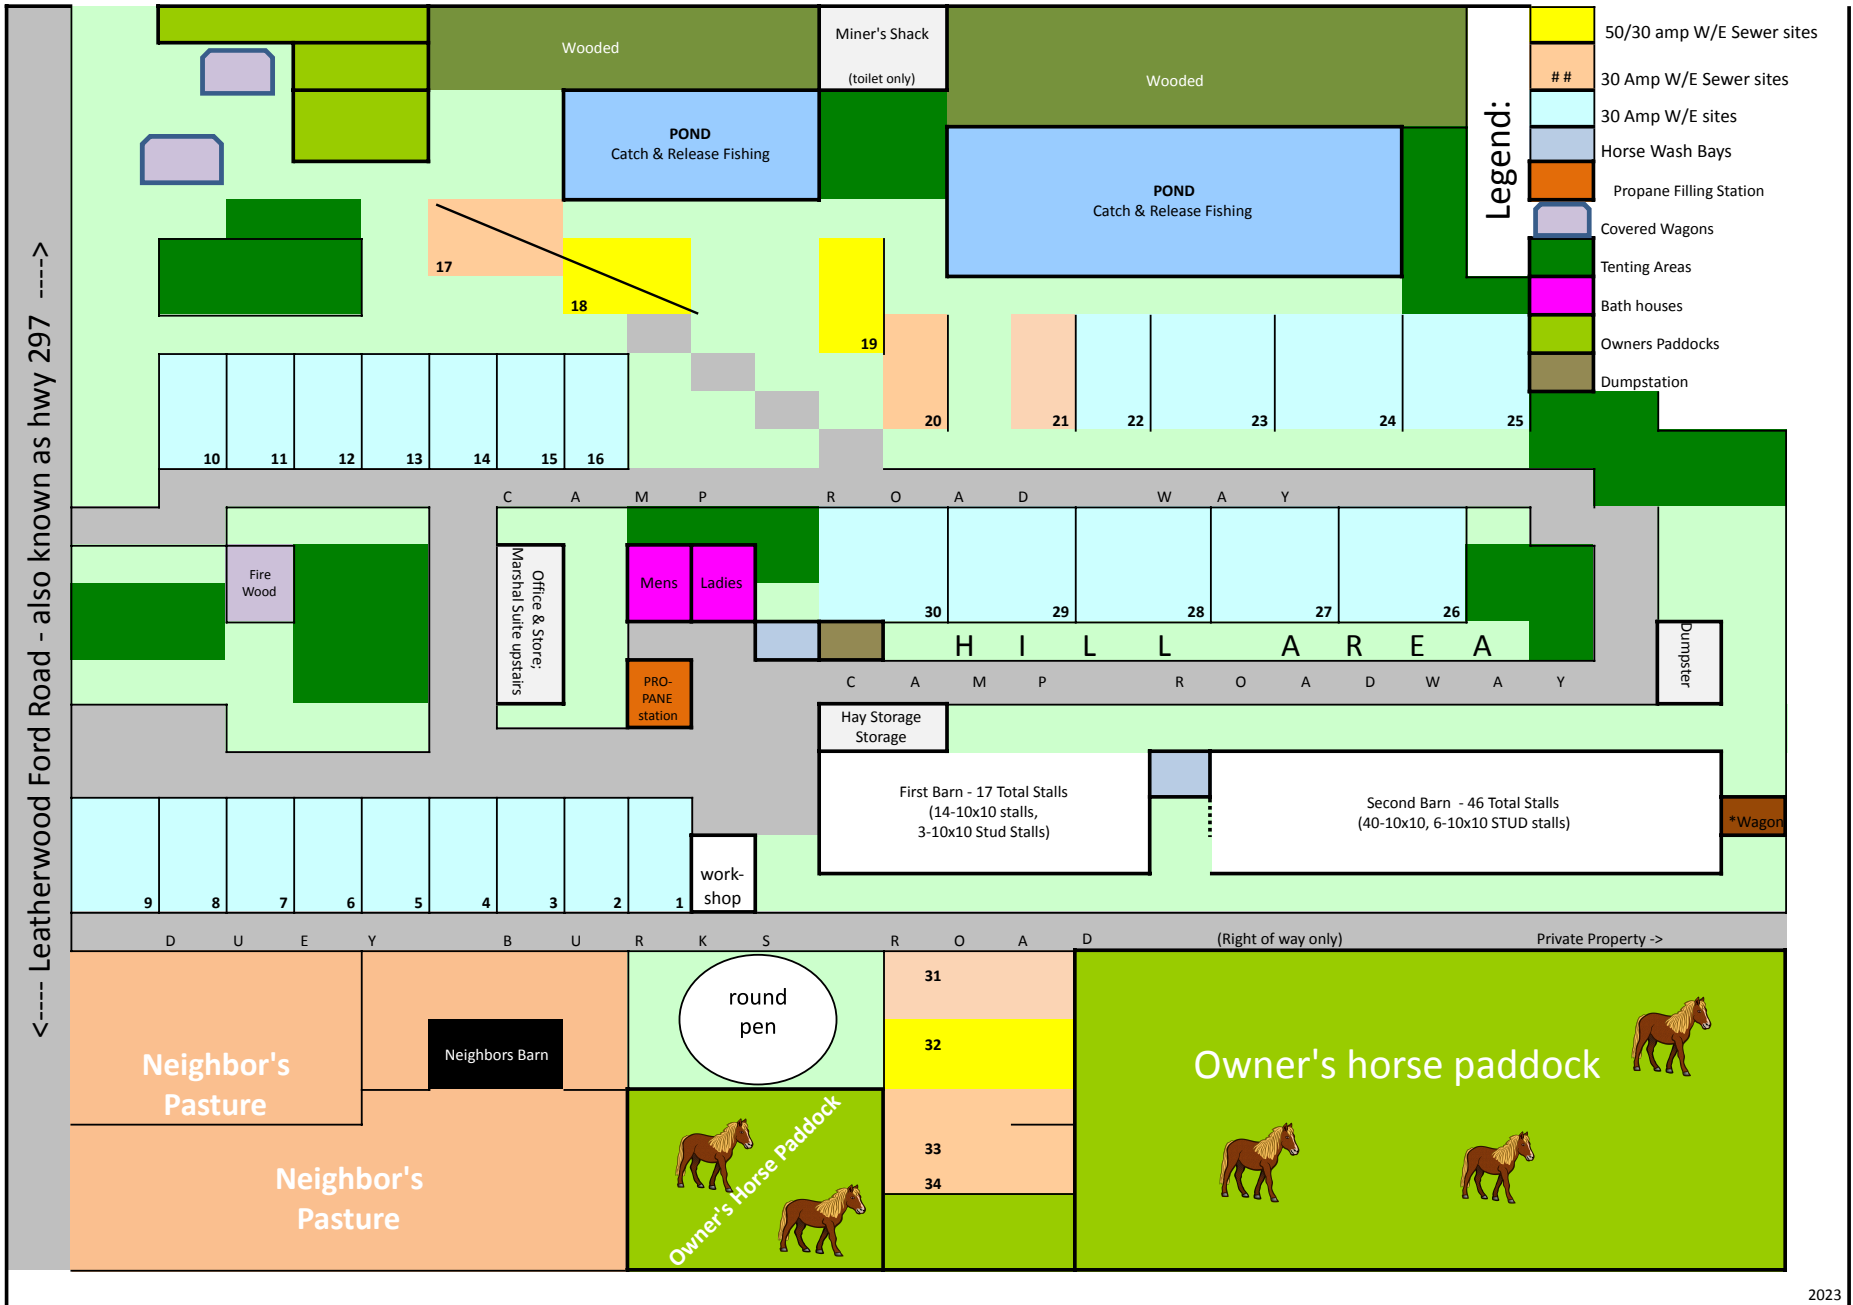 <---- Leatherwood Ford Road - also known as hwy 297 ---->
Wooded
Miner's Shack
(toilet only)
Wooded
POND
Catch & Release Fishing
POND
Catch & Release Fishing
Legend:
50/30 amp W/E Sewer sites
# #
30 Amp W/E Sewer sites
30 Amp W/E sites
Horse Wash Bays
Propane Filling Station
Covered Wagons
Tenting Areas
Bath houses
Owners Paddocks
Dumpstation
17
18
19
20
21
22
23
24
25
10
11
12
13
14
15
16
C A M P R O A D W A Y
Fire
Wood
Office & Store;
Marshal Suite upstairs
Mens
Ladies
30
29
28
27
26
H I L L A R E A
PRO-
PANE
station
C A M P R O A D W A Y
Dumpster
Hay Storage
Storage
First Barn - 17 Total Stalls
(14-10x10 stalls,
3-10x10 Stud Stalls)
Second Barn - 46 Total Stalls
(40-10x10, 6-10x10 STUD stalls)
*Wagon
9
8
7
6
5
4
3
2
1
work-
shop
D U E Y B U R K S R O A D
(Right of way only)
Private Property ->
Neighbor's
Pasture
Neighbors Barn
round
pen
31
32
33
34
Owner's horse paddock
Neighbor's
Pasture
Owner's Horse Paddock
2023